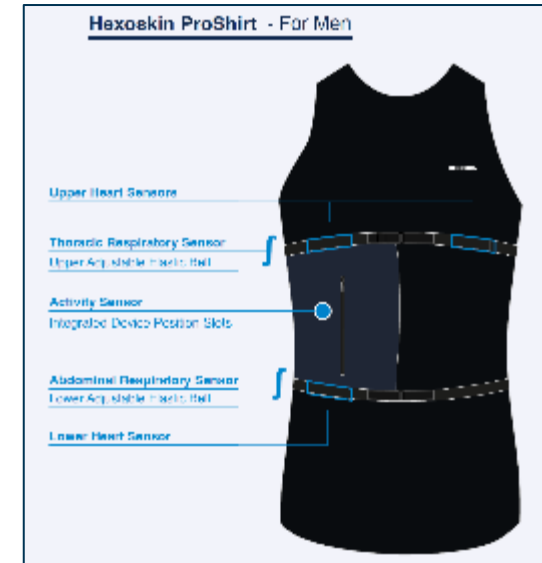 Hexoskin ProShirt - For Men
Upper Heart Sensors
Thoracic Respiratory Sensor
Upper Adjustable Elastic Belt
Activity Sensor
Integrated Device Position Slots
Abdominal Respiratory Sensor
Lower Adjustable Elastic Belt
Lower Heart Sensor